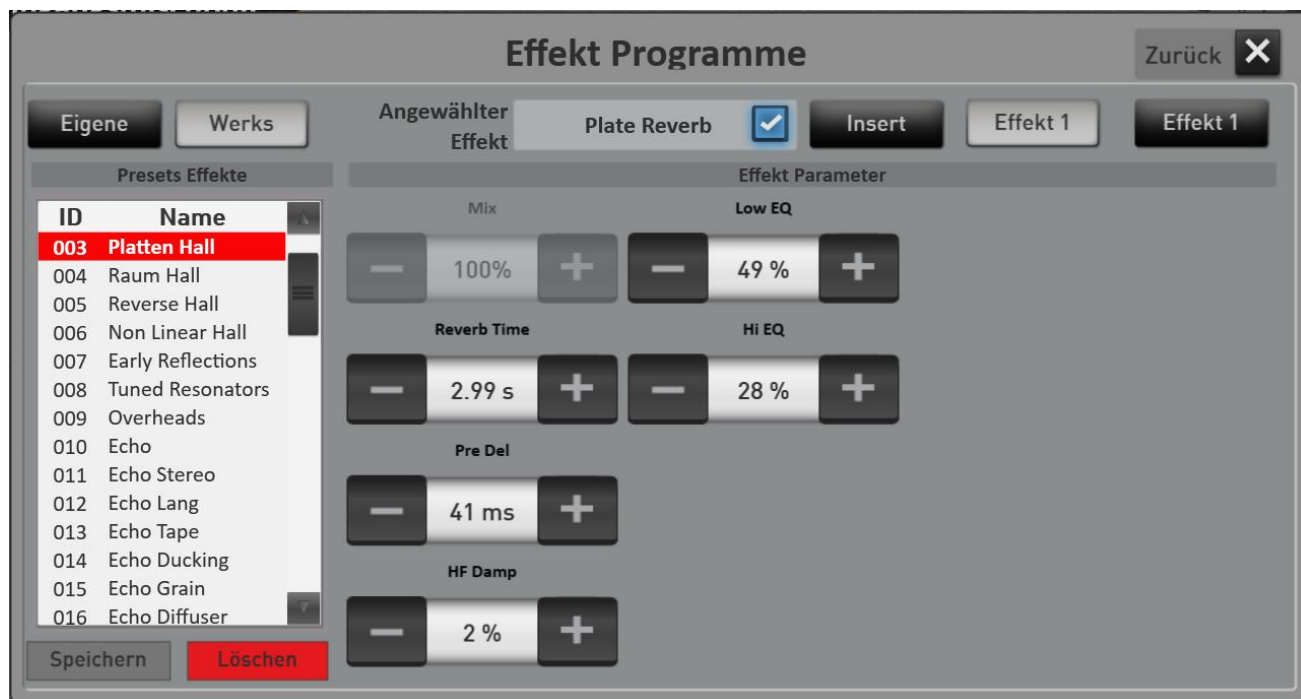 Effekt Programme
Zurück
Eigene
Werks
Angewählter
Effekt
Plate Reverb
Insert
Effekt 1
Effekt 1
Presets Effekte
Effekt Parameter
ID Name
003 Platten Hall
004 Raum Hall
005 Reverse Hall
006 Non Linear Hall
007 Early Reflections
008 Tuned Resonators
009 Overheads
010 Echo
011 Echo Stereo
012 Echo Lang
013 Echo Tape
014 Echo Ducking
015 Echo Grain
016 Echo Diffuser
Speichern
Löschen
Mix
100%
Low EQ
49 %
Reverb Time
2.99 s
Hi EQ
28 %
Pre Del
41 ms
HF Damp
2 %